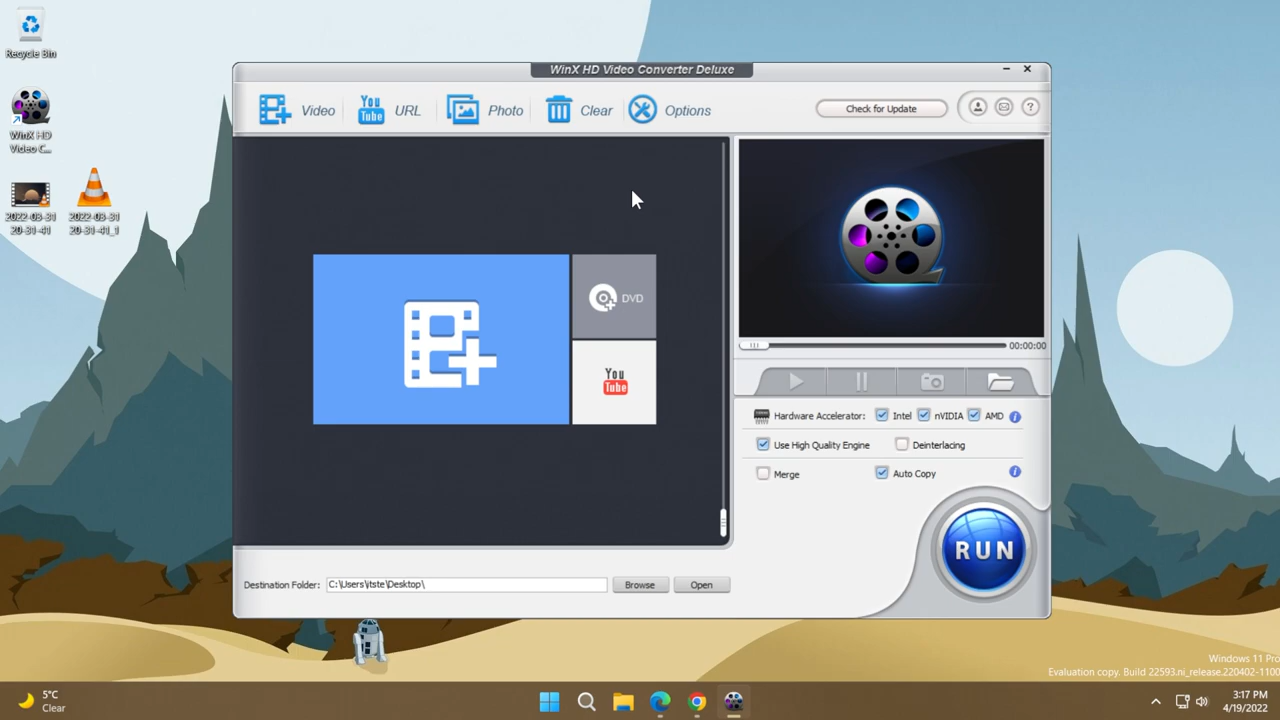 Recycle Bin
WinX HD
Video C...
2022-03-31
20-31-41
2022-03-31
20-31-41_1
WinX HD Video Converter Deluxe
Video
You
Tube
URL
Photo
Clear
Options
Check for Update
?
DVD
You
Tube
00:00:00
Hardware Accelerator:
Intel
nVIDIA
AMD
i
Use High Quality Engine
Deinterlacing
Merge
Auto Copy
i
RUN
Destination Folder:
C:\Users\itste\Desktop\
Browse
Open
Windows 11 Pro
Evaluation copy. Build 22593.ni_release.220402-1100
5°C
Clear
3:17 PM
4/19/2022